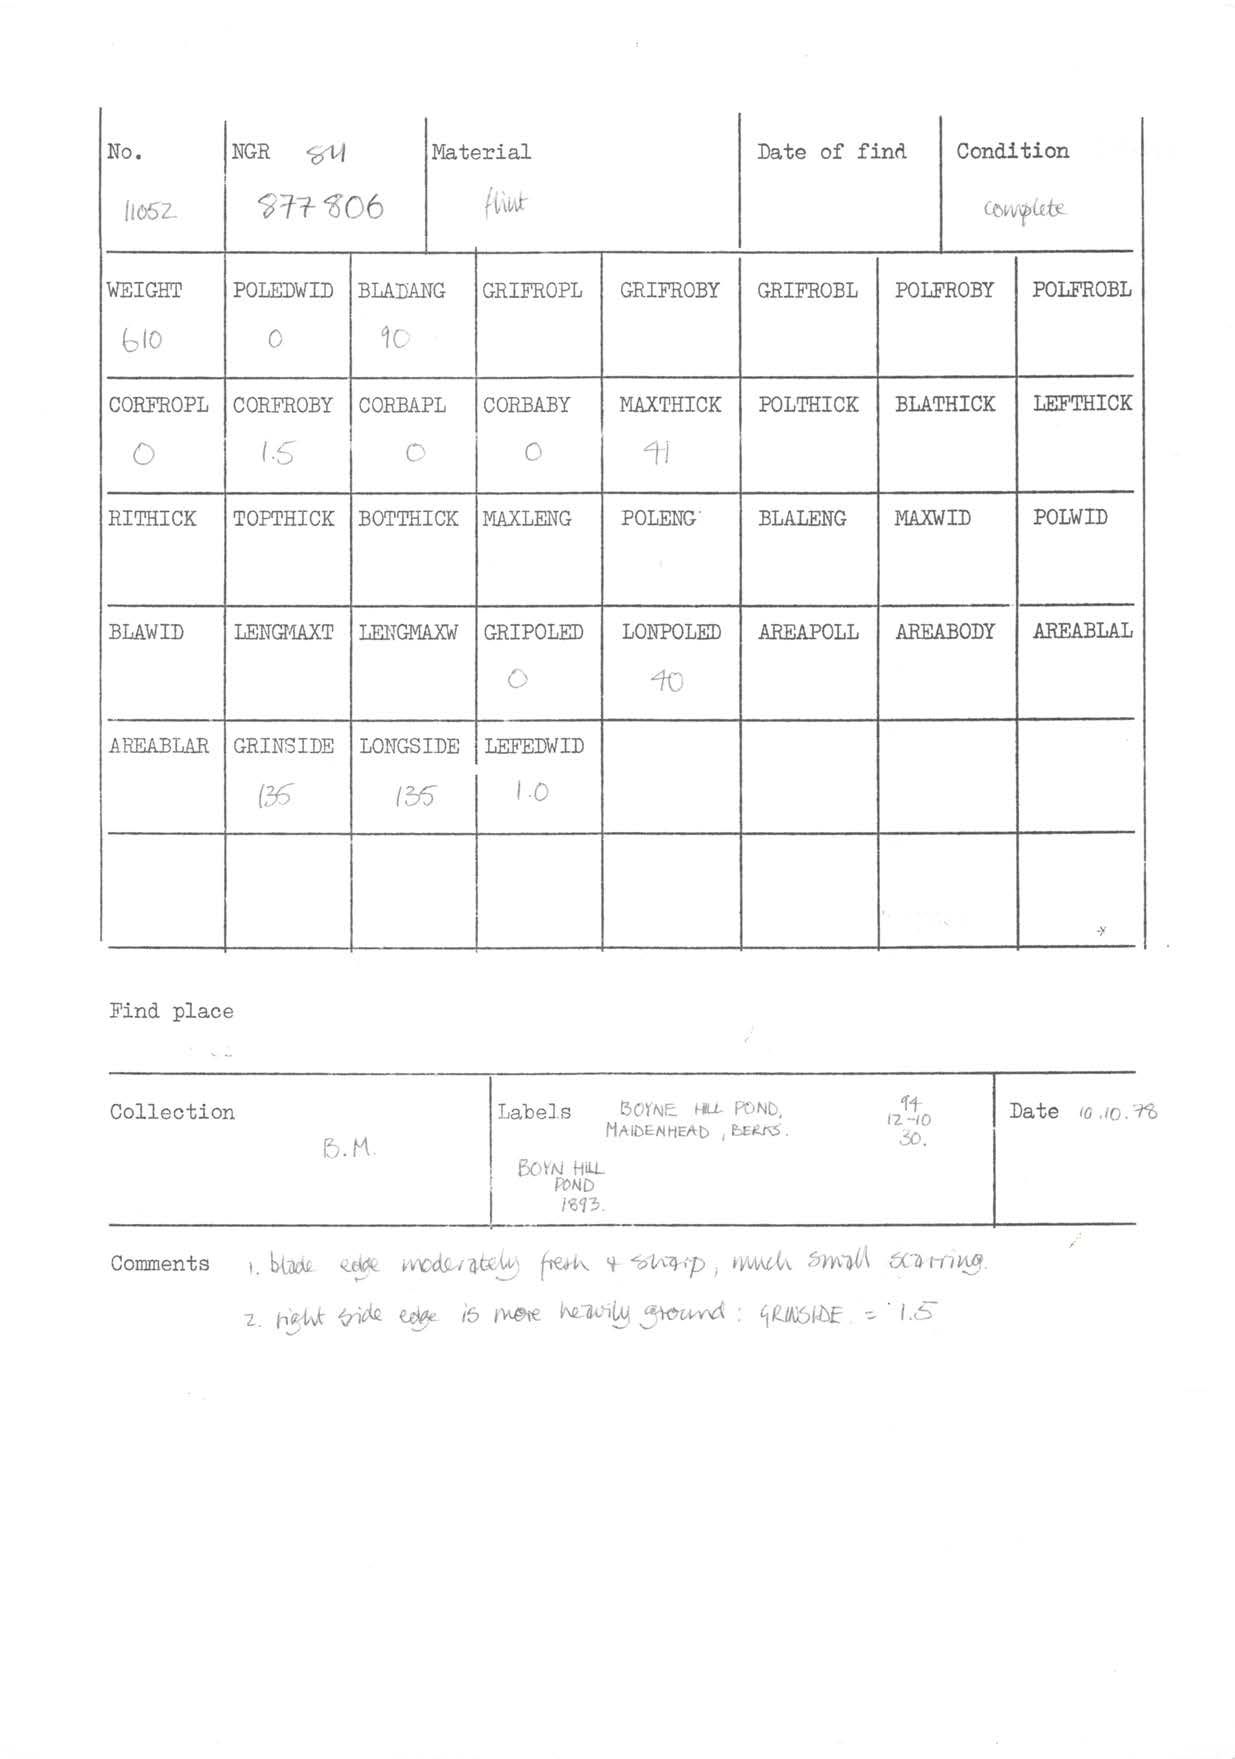 No. NGR SU Material Date of find Condition
11052 877806 flint complete
WEIGHT POLEDWID BLADANG GRIFROPL GRIFROBY GRIFROBL POLFROBY POLFROBL
610 0 90
CORFROPL CORFROBY CORBAPL CORBABY MAXTHICK POLTHICK BLATHICK LEFTHICK
0 1.5 0 0 41
RITHICK TOPTHICK BOTTHICK MAXLENG POLENG BLALENG MAXWID POLWID
BLAWID LENGMAXT LENGMAXW GRIPOLED LONPOLED AREAPOLL AREABODY AREABLAL
0 40
AREABLAR GRINSIDE LONGSIDE LEFEDWID
135 135 1.0
Find place
Collection
B.M.
Labels
BOYNE HILL POND,
MAIDENHEAD, BERKS.
94
12-10
30.
BOYN HILL
POND
1893.
Date 10.10.78
Comments 1. blade edge moderately fresh & sharp, much small scarring.
2. right side edge is more heavily ground: GRINSIDE = 1.5